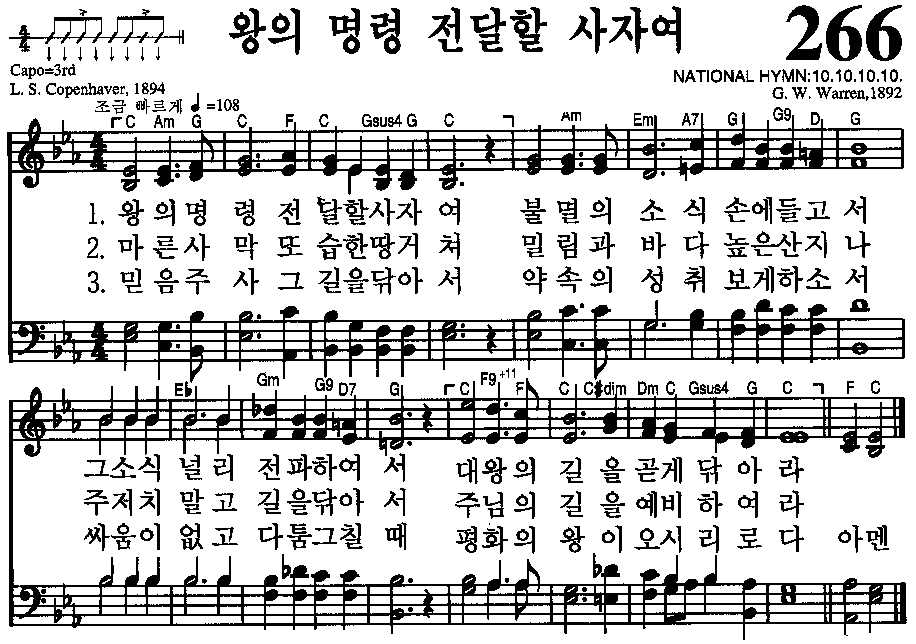 왕의 명령 전달할 사자여 266
Capo=3rd
L. S. Copenhaver, 1894
NATIONAL HYMN:10.10.10.10.
G. W. Warren,1892
조금 빠르게 ♩=108
C Am G C F C Gsus4 G C Am Em A7 G G9 D G
1. 왕의명 령 전 달할사자 여 불 멸의 소 식 손에들고 서
2. 마른사 막 또 습한땅거 쳐 밀 림과 바 다 높은산지 나
3. 믿음주 사 그 길을닦아 서 약 속의 성 취 보게하소 서
Eb Gm G9 D7 G C F9+11 F C C#dim Dm C Gsus4 G C F C
그소식 널리 전파하여 서 대왕의 길 을 곧게 닦 아 라
주저치 말고 길을닦아 서 주님의 길 을 예비 하 여 라
싸움이 없고 다툼그칠 때 평화의 왕 이 오시 리 로 다 아멘